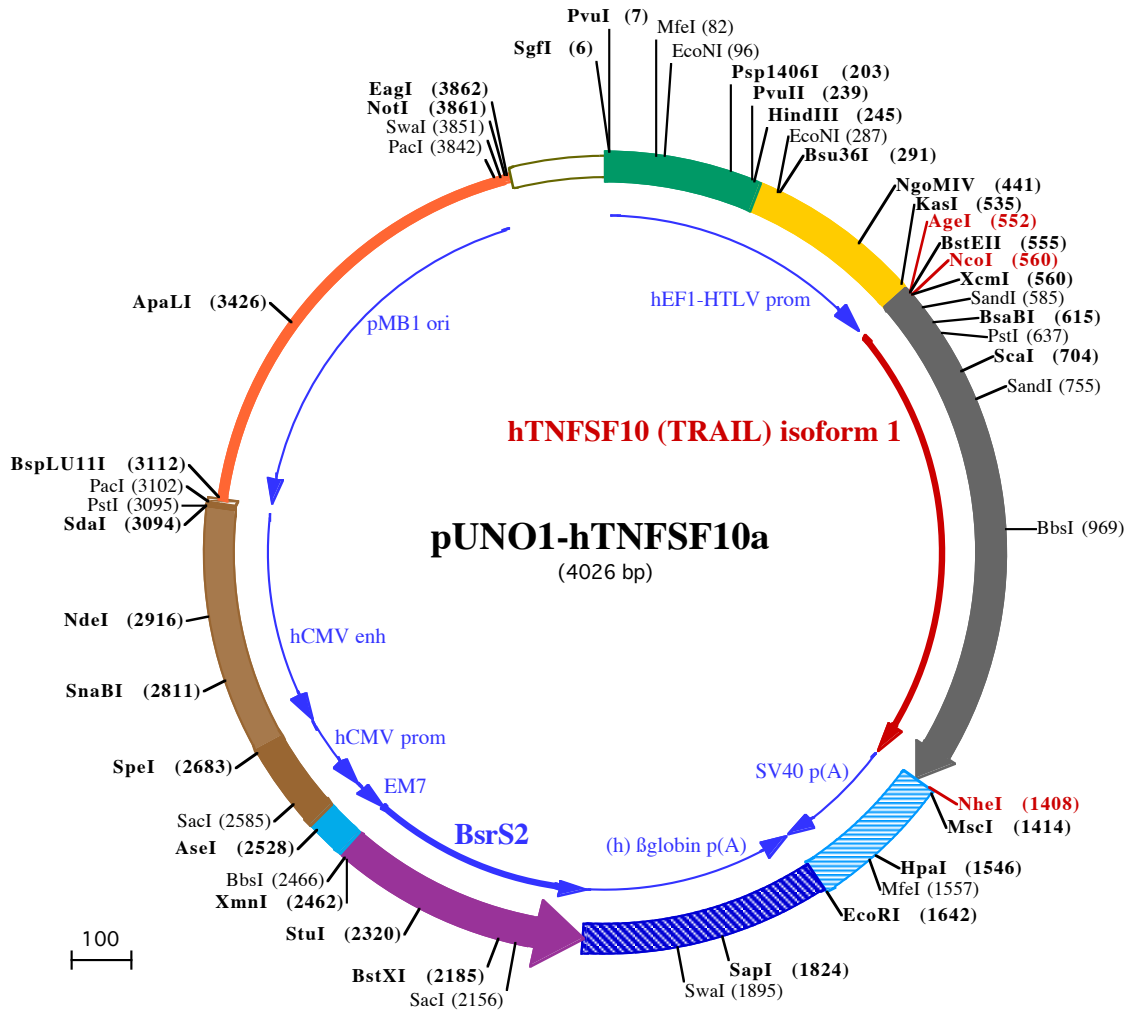 PvuI (7)
MfeI (82)
SgfI (6)
EcoNI (96)
Psp1406I (203)
EagI (3862)
PvuII (239)
NotI (3861)
HindIII (245)
SwaI (3851)
EcoNI (287)
PacI (3842)
Bsu36I (291)
NgoMIV (441)
KasI (535)
AgeI (552)
BstEII (555)
NcoI (560)
XcmI (560)
SandI (585)
BsaBI (615)
PstI (637)
ScaI (704)
SandI (755)
ApaLI (3426)
pMB1 ori
hEF1-HTLV prom
hTNFSF10 (TRAIL) isoform 1
BspLU11I (3112)
PacI (3102)
PstI (3095)
SdaI (3094)
pUNO1-hTNFSF10a
(4026 bp)
BbsI (969)
NdeI (2916)
hCMV enh
SnaBI (2811)
hCMV prom
SpeI (2683)
EM7
SV40 p(A)
NheI (1408)
MscI (1414)
SacI (2585)
AseI (2528)
BsrS2
(h) ßglobin p(A)
HpaI (1546)
MfeI (1557)
BbsI (2466)
XmnI (2462)
EcoRI (1642)
StuI (2320)
100
BstXI (2185)
SacI (2156)
SapI (1824)
SwaI (1895)